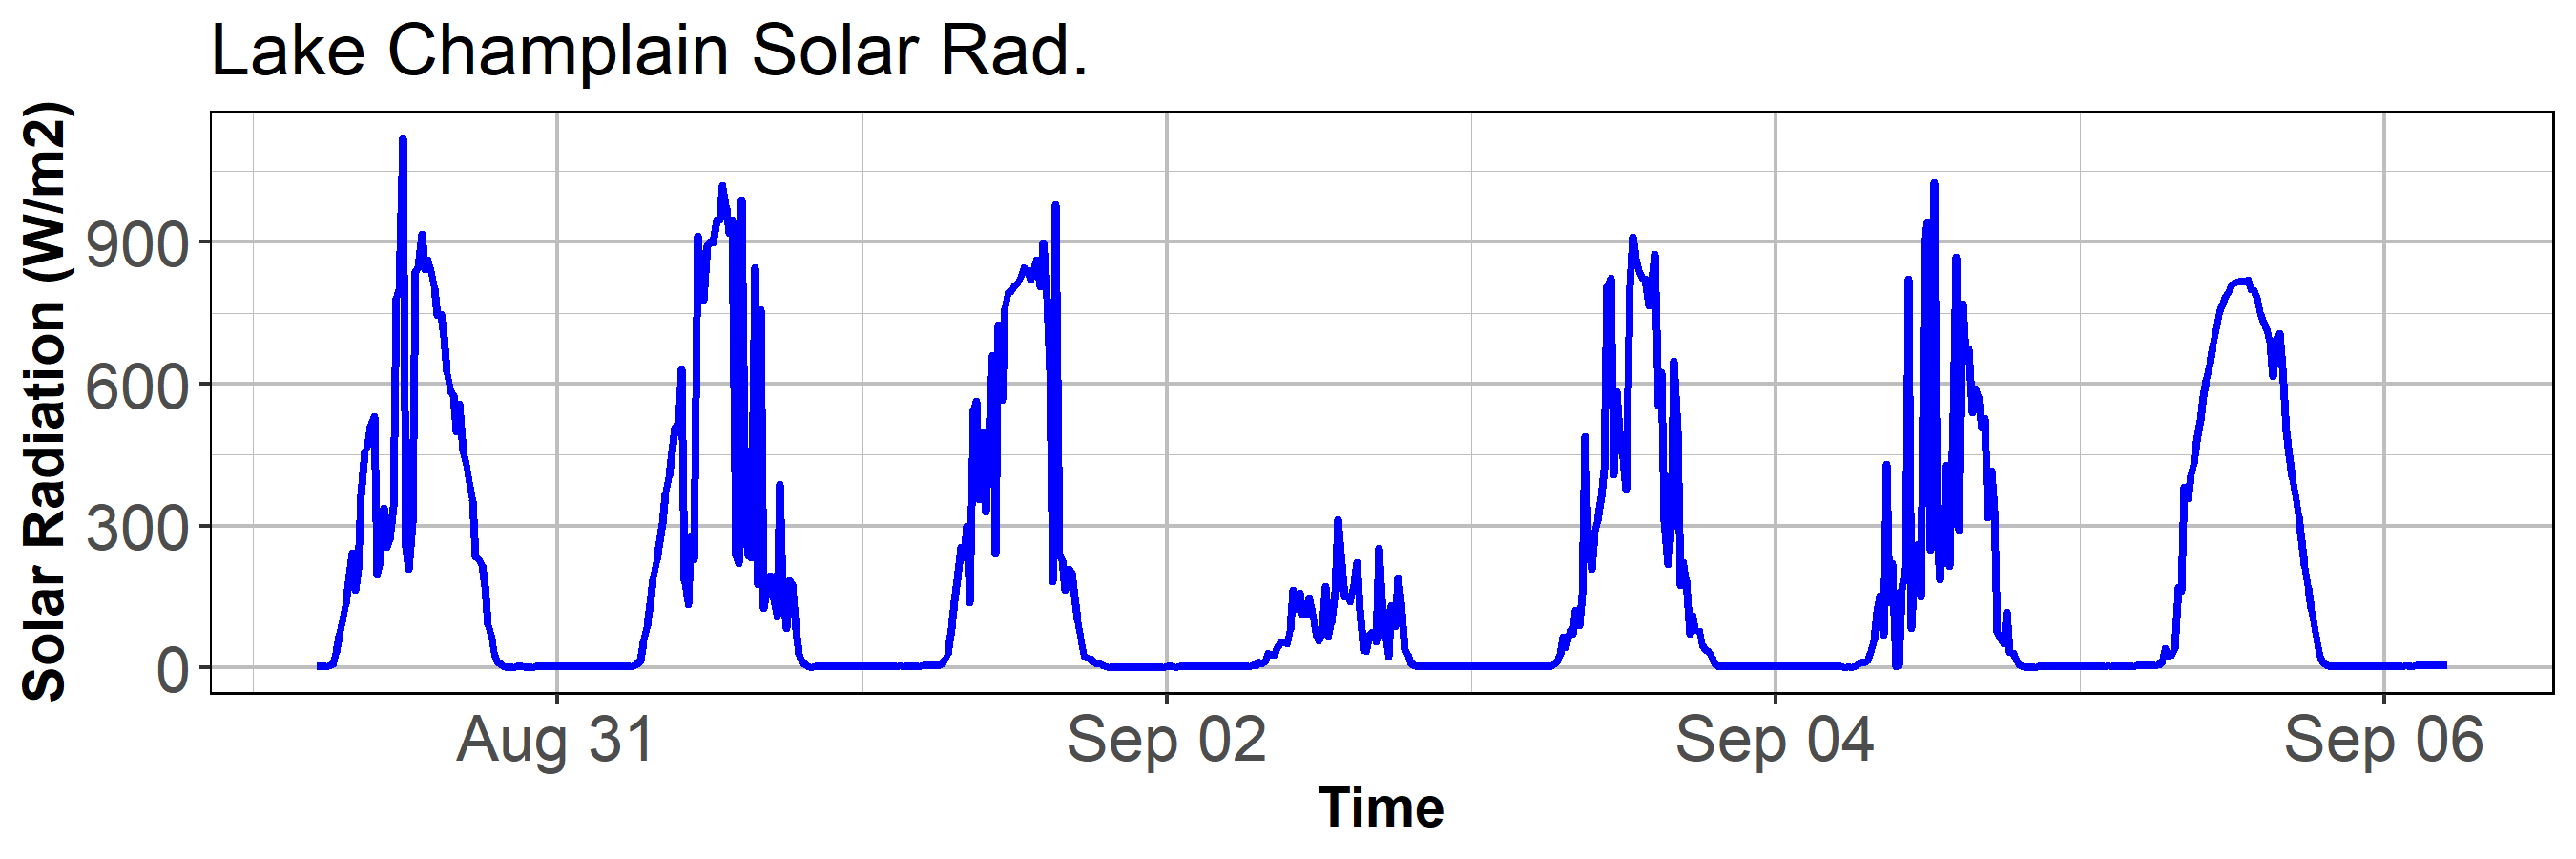 Lake Champlain Solar Rad.
Solar Radiation (W/m2)
900
600
300
0
Aug 31 Sep 02 Sep 04 Sep 06
Time